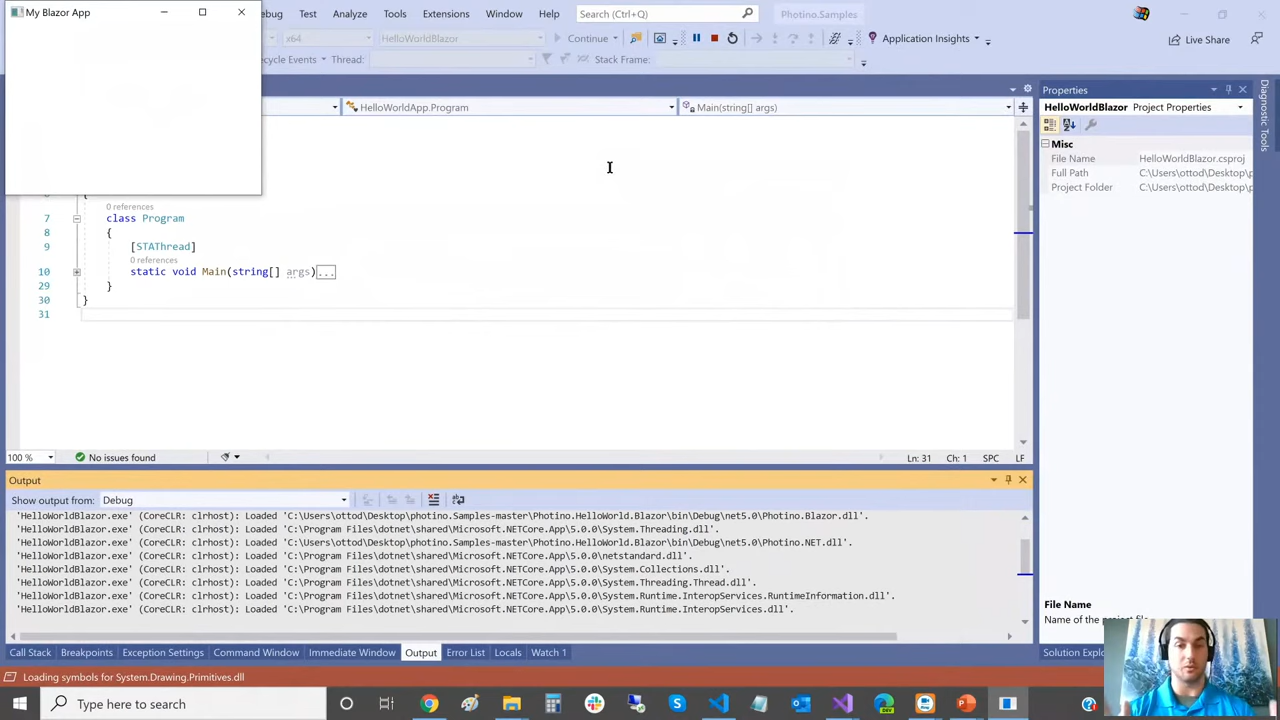 My Blazor App
ebug Test Analyze Tools Extensions Window Help Search (Ctrl+/) Photino.Samples
x64 HelloWorldBlazor Continue Application Insights Live Share
ecycle Events Thread: Stack Frame:
HelloWorldApp.Program Main(string[] args)
6 {
0 references
7 class Program
8 {
9 [STAThread]
0 references
10 static void Main(string[] args)...
29 }
30 }
31
100 % No issues found Ln: 31 Ch: 1 SPC LF
Output
Show output from: Debug
'HelloWorldBlazor.exe' (CoreCLR: clrhost): Loaded 'C:\Users\ottod\Desktop\photino.Samples-master\Photino.HelloWorld.Blazor\bin\Debug\net5.0\Photino.Blazor.dll'.
'HelloWorldBlazor.exe' (CoreCLR: clrhost): Loaded 'C:\Program Files\dotnet\shared\Microsoft.NETCore.App\5.0.0\System.Threading.dll'.
'HelloWorldBlazor.exe' (CoreCLR: clrhost): Loaded 'C:\Users\ottod\Desktop\photino.Samples-master\Photino.HelloWorld.Blazor\bin\Debug\net5.0\Photino.NET.dll'.
'HelloWorldBlazor.exe' (CoreCLR: clrhost): Loaded 'C:\Program Files\dotnet\shared\Microsoft.NETCore.App\5.0.0\netstandard.dll'.
'HelloWorldBlazor.exe' (CoreCLR: clrhost): Loaded 'C:\Program Files\dotnet\shared\Microsoft.NETCore.App\5.0.0\System.Collections.dll'.
'HelloWorldBlazor.exe' (CoreCLR: clrhost): Loaded 'C:\Program Files\dotnet\shared\Microsoft.NETCore.App\5.0.0\System.Threading.Thread.dll'.
'HelloWorldBlazor.exe' (CoreCLR: clrhost): Loaded 'C:\Program Files\dotnet\shared\Microsoft.NETCore.App\5.0.0\System.Runtime.InteropServices.RuntimeInformation.dll'.
'HelloWorldBlazor.exe' (CoreCLR: clrhost): Loaded 'C:\Program Files\dotnet\shared\Microsoft.NETCore.App\5.0.0\System.Runtime.InteropServices.dll'.
Call Stack Breakpoints Exception Settings Command Window Immediate Window Output Error List Locals Watch 1
Loading symbols for System.Drawing.Primitives.dll
Type here to search
Properties
HelloWorldBlazor Project Properties
Misc
File Name HelloWorldBlazor.csproj
Full Path C:\Users\ottod\Desktop\p
Project Folder C:\Users\ottod\Desktop\p
File Name
Name of the project file.
Solution Explo
Diagnostic Tools